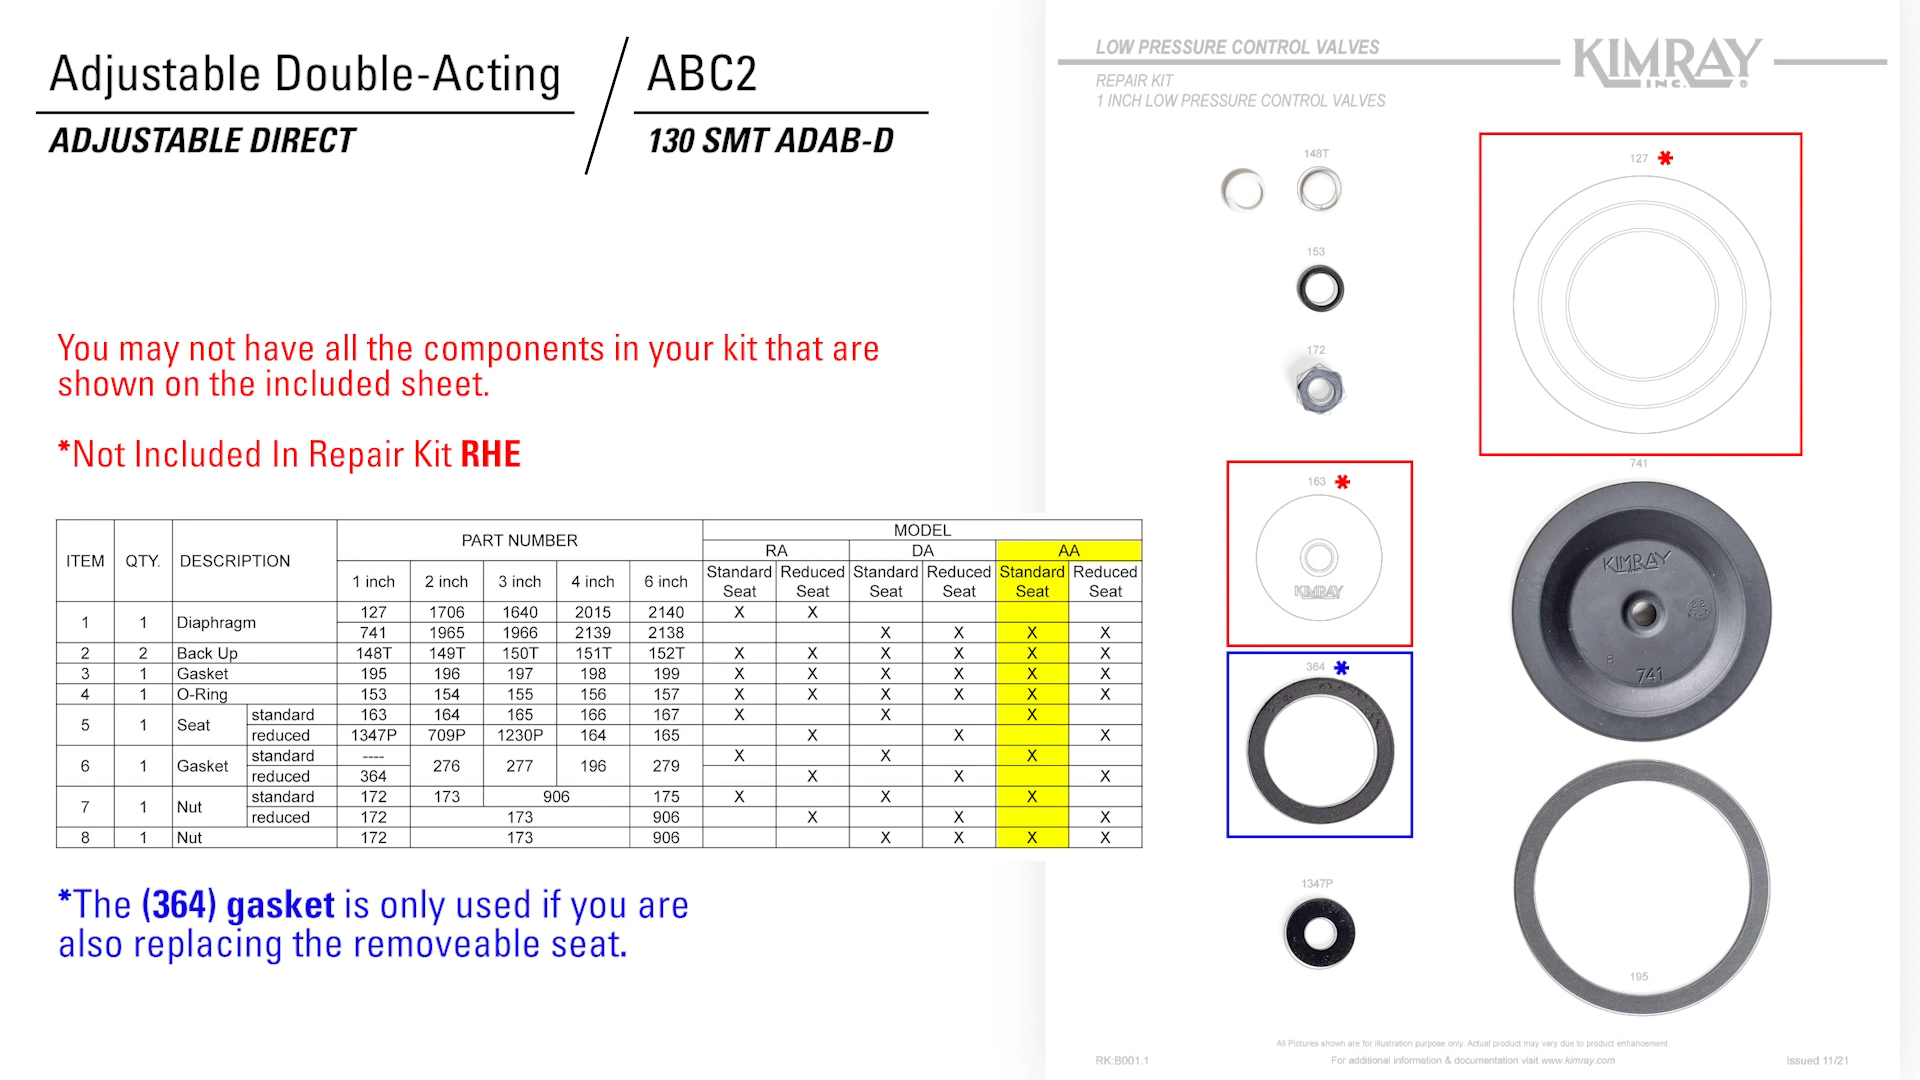 Adjustable Double-Acting
ADJUSTABLE DIRECT
ABC2
130 SMT ADAB-D
You may not have all the components in your kit that are
shown on the included sheet.
*Not Included In Repair Kit RHE
ITEM QTY. DESCRIPTION PART NUMBER MODEL
RA DA AA
1 inch 2 inch 3 inch 4 inch 6 inch Standard Seat Reduced Seat Standard Seat Reduced Seat Standard Seat Reduced Seat
1 1 Diaphragm 127 1706 1640 2015 2140 X X
741 1965 1966 2139 2138 X X X X
2 2 Back Up 148T 149T 150T 151T 152T X X X X X X
3 1 Gasket 195 196 197 198 199 X X X X X X
4 1 O-Ring 153 154 155 156 157 X X X X X X
5 1 Seat standard 163 164 165 166 167 X X X
reduced 1347P 709P 1230P 164 165 X X X
6 1 Gasket standard ---- 276 277 196 279 X X X
reduced 364 X X X
7 1 Nut standard 172 173 906 175 X X X
reduced 172 173 906 X X X
8 1 Nut 172 173 906 X X X X
*The (364) gasket is only used if you are
also replacing the removeable seat.
LOW PRESSURE CONTROL VALVES
KIMRAY
INC. ®
REPAIR KIT
1 INCH LOW PRESSURE CONTROL VALVES
148T
127 *
153
172
163 *
KIMRAY
741
KIMRAY
8
741
364 *
1347P
195
All Pictures shown are for illustration purpose only. Actual product may vary due to product enhancement.
RK:B001.1
For additional information & documentation visit www.kimray.com
Issued 11/21